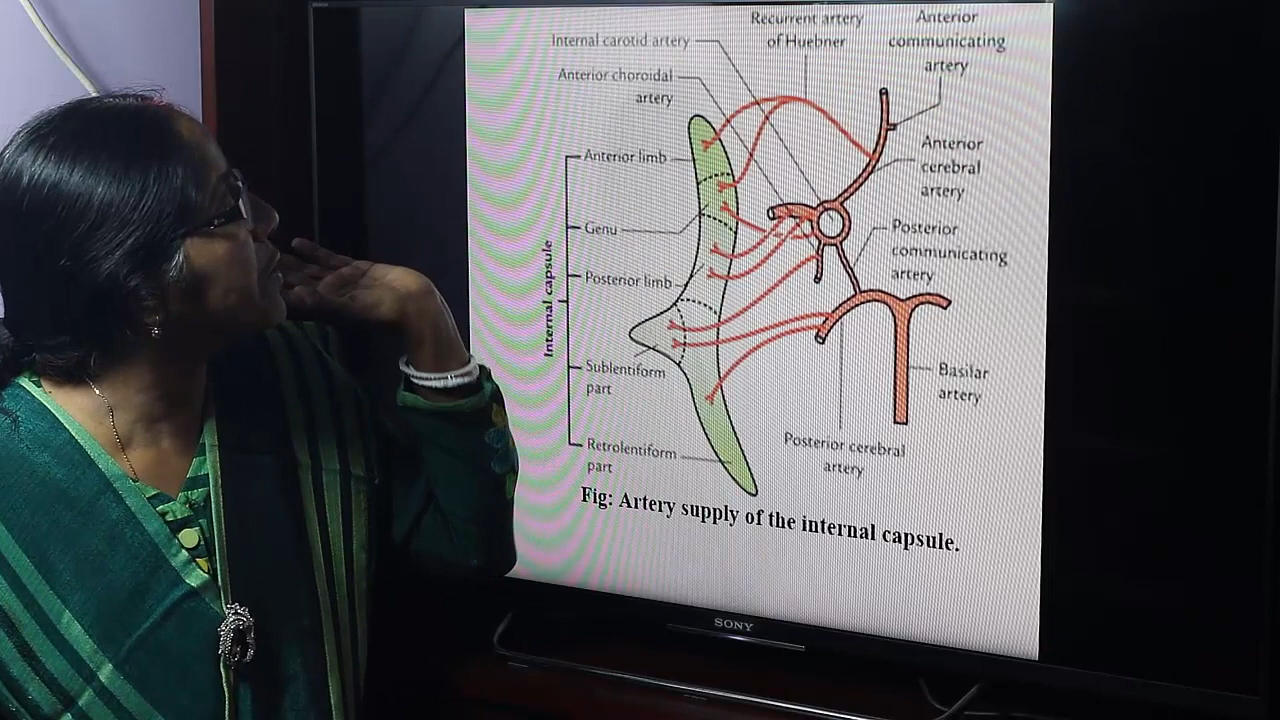 Recurrent artery
of Huebner
Anterior
communicating
artery
Internal carotid artery
Anterior choroidal
artery
Anterior limb
Anterior
cerebral
artery
Genu
Posterior
communicating
artery
Internal capsule
Posterior limb
Sublentiform
part
Basilar
artery
Retrolentiform
part
Posterior cerebral
artery
Fig: Artery supply of the internal capsule.
SONY